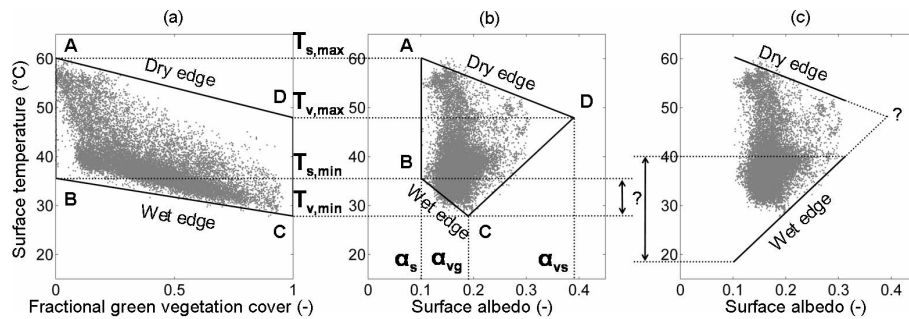 (a)
(b)
(c)
Surface temperature (°C)
60
50
40
30
20
A
Dry edge
D
B
Wet edge
C
0
0.5
1
Fractional green vegetation cover (-)
Ts,max
Tv,max
Ts,min
Tv,min
60
50
40
30
20
A
Dry edge
D
B
Wet edge
C
?
αs
αvg
αvs
0
0.1
0.2
0.3
0.4
Surface albedo (-)
?
60
50
40
30
20
Dry edge
?
Wet edge
0
0.1
0.2
0.3
0.4
Surface albedo (-)